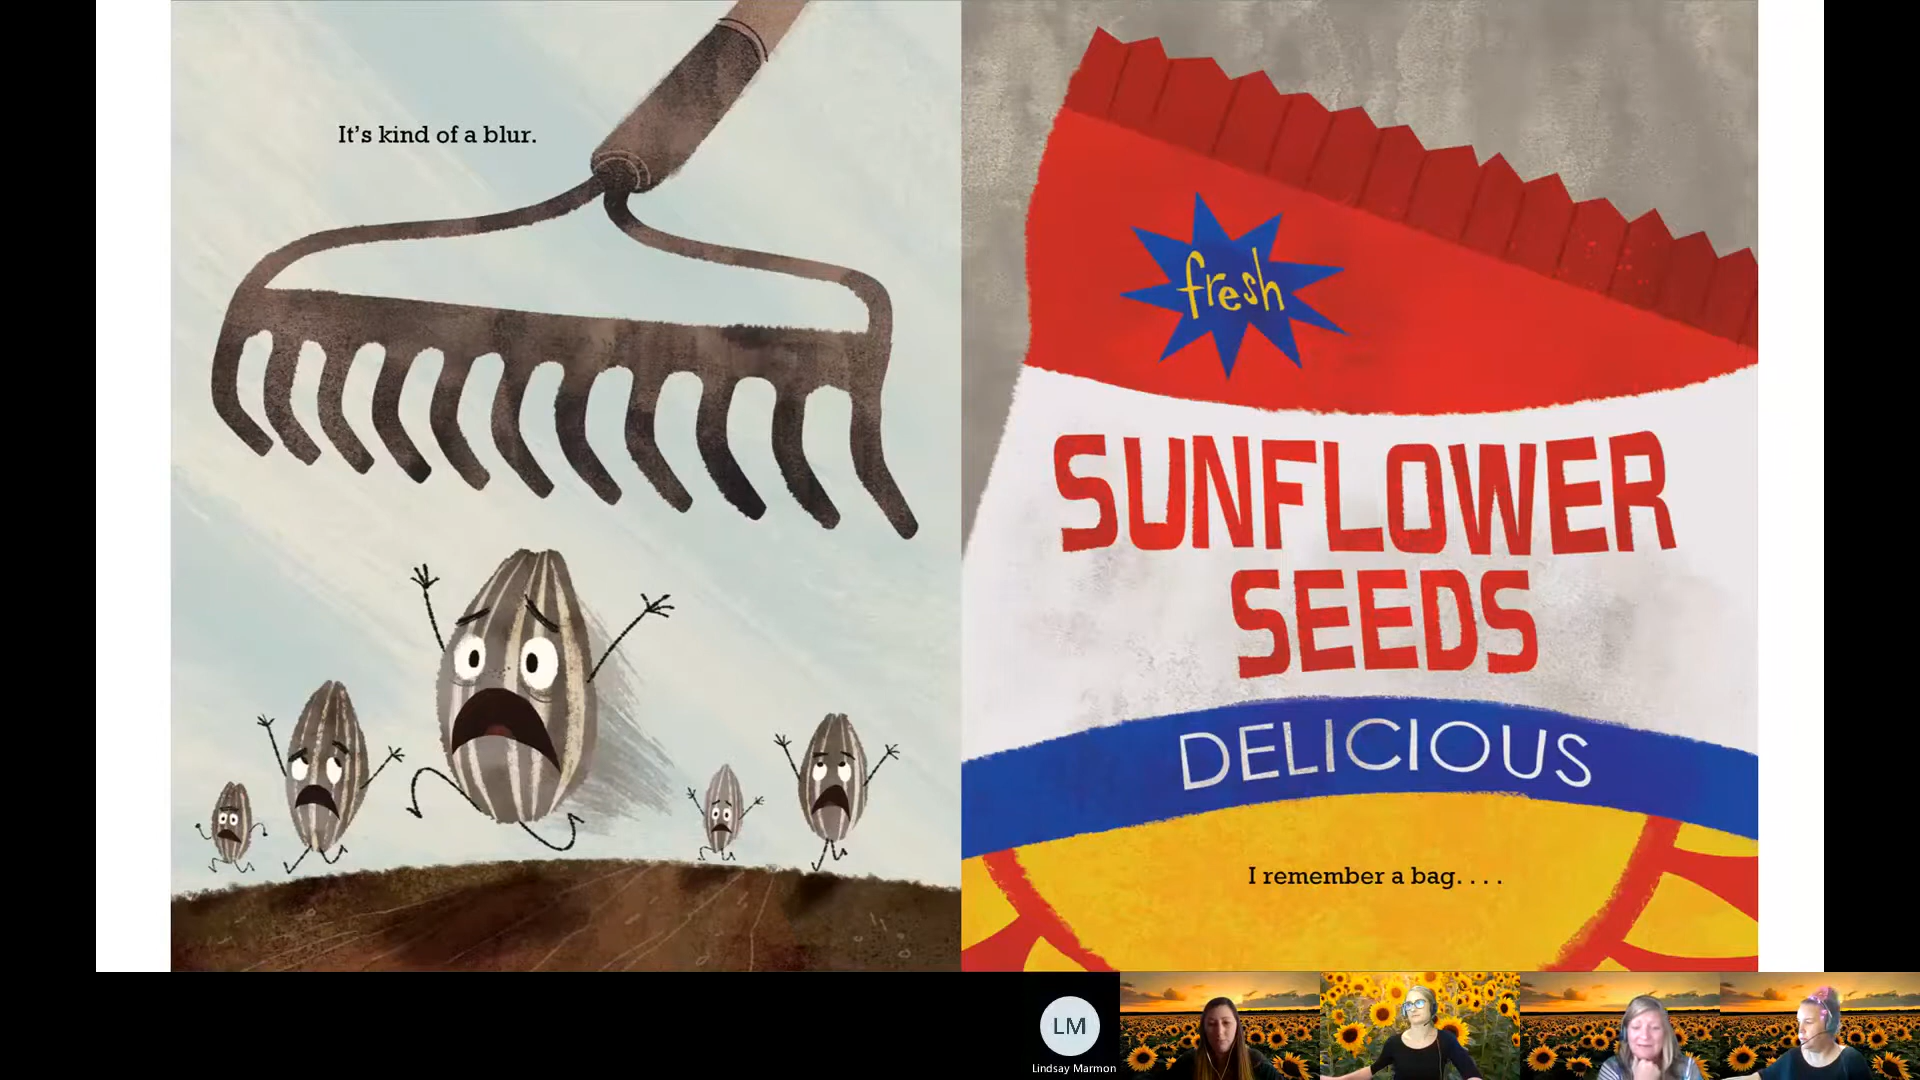 It's kind of a blur.
fresh
SUNFLOWER
SEEDS
DELICIOUS
I remember a bag. . . .
LM
Lindsay Marmon